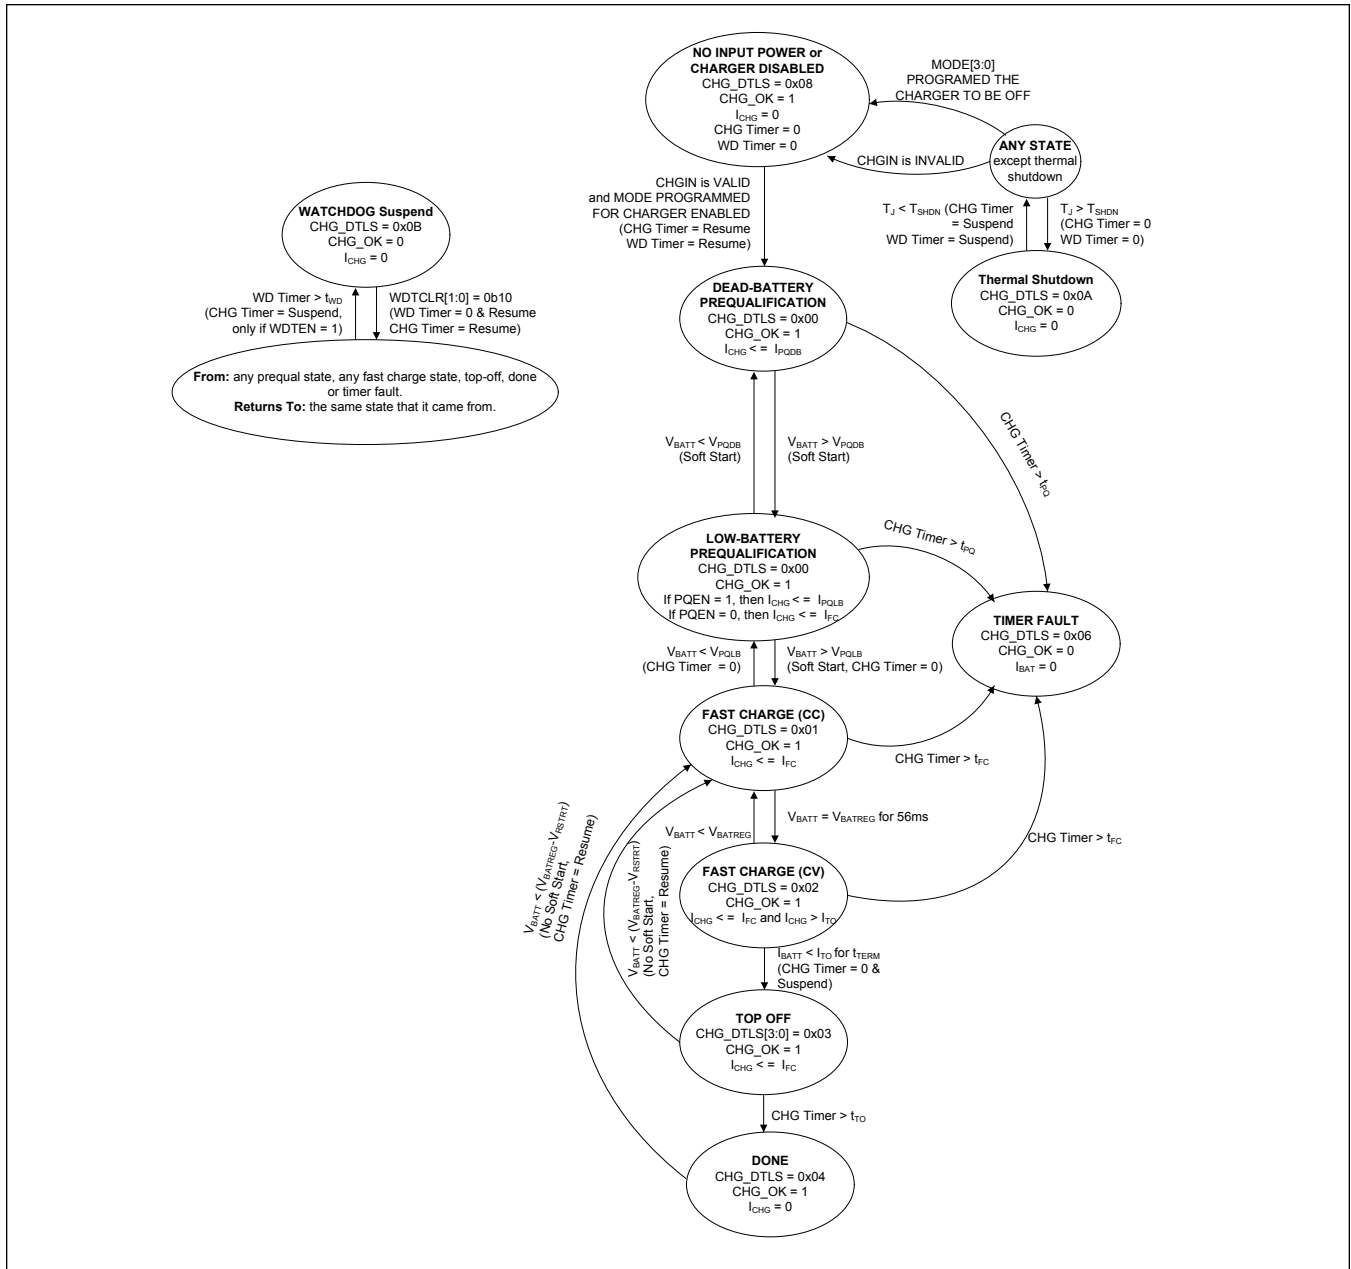 NO INPUT POWER or
CHARGER DISABLED
CHG_DTLS = 0x08
CHG_OK = 1
ICHG = 0
CHG Timer = 0
WD Timer = 0
MODE[3:0]
PROGRAMED THE
CHARGER TO BE OFF
ANY STATE
except thermal
shutdown
CHGIN is INVALID
CHGIN is VALID
and MODE PROGRAMMED
FOR CHARGER ENABLED
(CHG Timer = Resume
WD Timer = Resume)
TJ < TSHDN (CHG Timer
= Suspend
WD Timer = Suspend)
TJ > TSHDN
(CHG Timer = 0
WD Timer = 0)
Thermal Shutdown
CHG_DTLS = 0x0A
CHG_OK = 0
ICHG = 0
WATCHDOG Suspend
CHG_DTLS = 0x0B
CHG_OK = 0
ICHG = 0
WD Timer > tWD
(CHG Timer = Suspend,
only if WDTEN = 1)
WDTCLR[1:0] = 0b10
(WD Timer = 0 & Resume
CHG Timer = Resume)
From: any prequal state, any fast charge state, top-off, done
or timer fault.
Returns To: the same state that it came from.
DEAD-BATTERY
PREQUALIFICATION
CHG_DTLS = 0x00
CHG_OK = 1
ICHG < = IPQDB
VBATT < VPQDB
(Soft Start)
VBATT > VPQDB
(Soft Start)
CHG Timer > tPQ
LOW-BATTERY
PREQUALIFICATION
CHG_DTLS = 0x00
CHG_OK = 1
If PQEN = 1, then ICHG < = IPQLB
If PQEN = 0, then ICHG < = IFC
CHG Timer > tPQ
TIMER FAULT
CHG_DTLS = 0x06
CHG_OK = 0
IBAT = 0
VBATT < VPQLB
(CHG Timer = 0)
VBATT > VPQLB
(Soft Start, CHG Timer = 0)
FAST CHARGE (CC)
CHG_DTLS = 0x01
CHG_OK = 1
ICHG < = IFC
CHG Timer > tFC
VBATT < VBATREG
VBATT = VBATREG for 56ms
CHG Timer > tFC
FAST CHARGE (CV)
CHG_DTLS = 0x02
CHG_OK = 1
ICHG < = IFC and ICHG > ITO
VBATT < (VBATREG-VRSTRT)
(No Soft Start,
CHG Timer = Resume)
VBATT < (VBATREG-VRSTRT)
(No Soft Start,
CHG Timer = Resume)
IBATT < ITO for tTERM
(CHG Timer = 0 &
Suspend)
TOP OFF
CHG_DTLS[3:0] = 0x03
CHG_OK = 1
ICHG < = IFC
CHG Timer > tTO
DONE
CHG_DTLS = 0x04
CHG_OK = 1
ICHG = 0